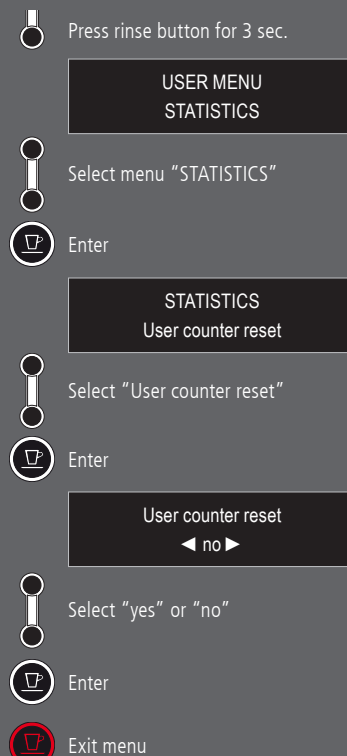 Press rinse button for 3 sec.
USER MENU
STATISTICS
Select menu “STATISTICS”
Enter
STATISTICS
User counter reset
Select “User counter reset”
Enter
User counter reset
◄ no ►
Select “yes” or “no”
Enter
Exit menu